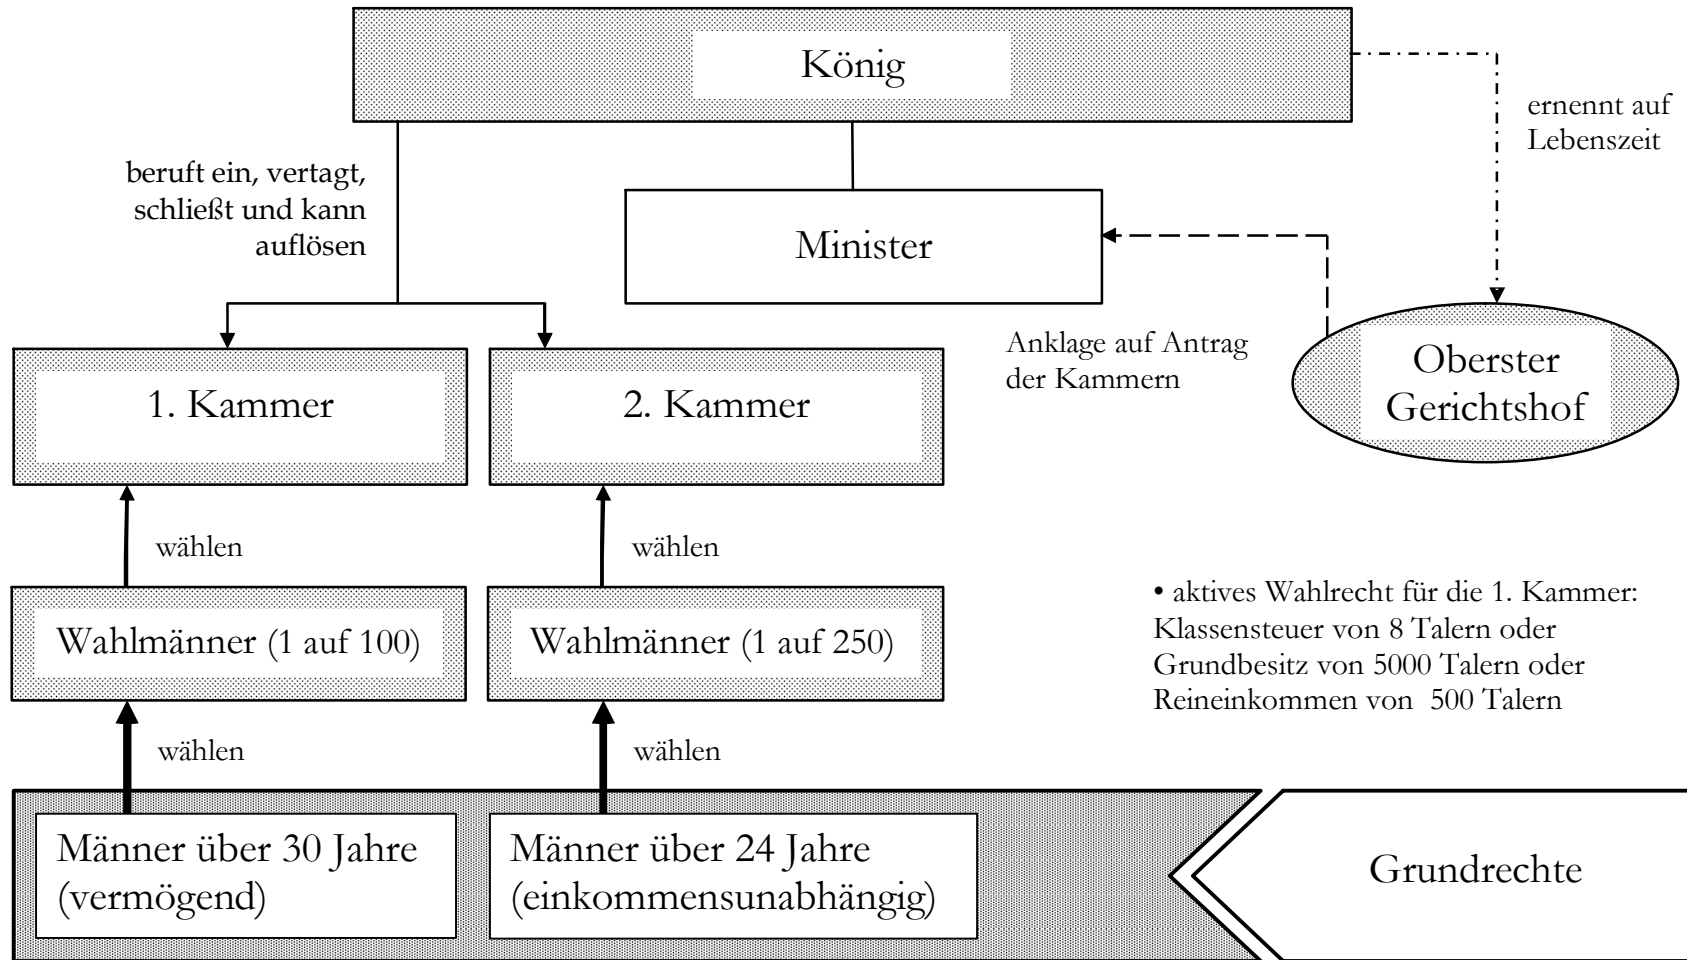 König
ernennt auf
Lebenszeit
beruft ein, vertagt,
schließt und kann
auflösen
Minister
Anklage auf Antrag
der Kammern
Oberster
Gerichtshof
1. Kammer
2. Kammer
wählen
wählen
Wahlmänner (1 auf 100)
Wahlmänner (1 auf 250)
• aktives Wahlrecht für die 1. Kammer:
Klassensteuer von 8 Talern oder
Grundbesitz von 5000 Talern oder
Reineinkommen von 500 Talern
wählen
wählen
Männer über 30 Jahre
(vermögend)
Männer über 24 Jahre
(einkommensunabhängig)
Grundrechte